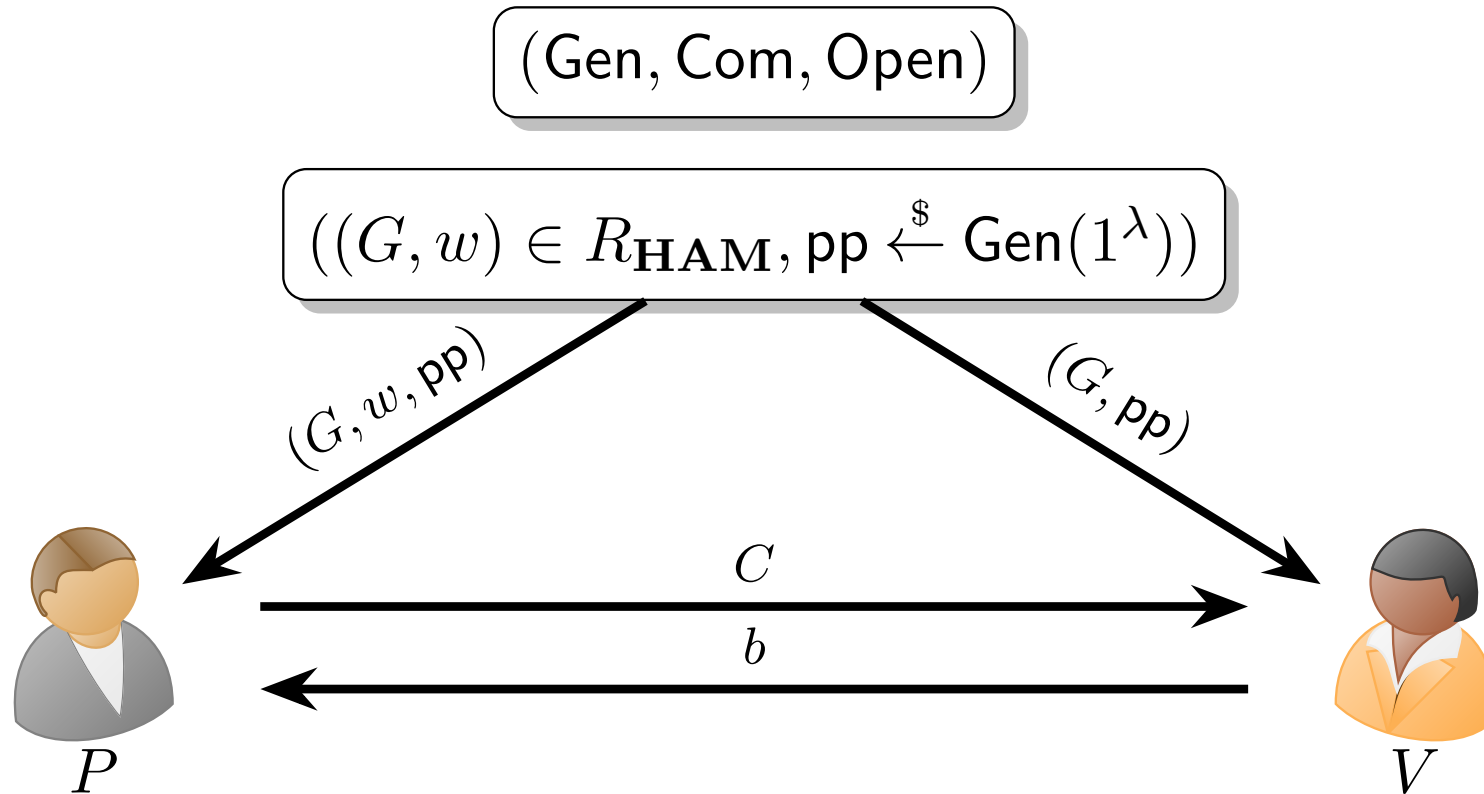 (Gen, Com, Open)
((G, w) ∈ R_HAM, pp ←$ Gen(1^λ))
(G, w, pp)
(G, pp)
C
b
P
V